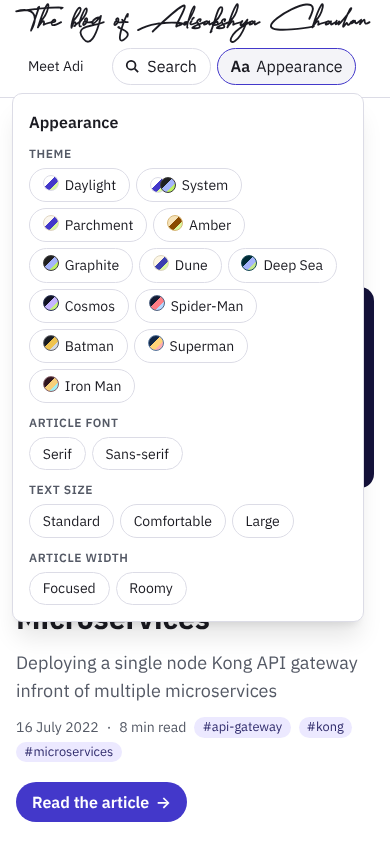 The blog of Adisakshya Chauhan
Meet Adi Search Aa Appearance
Appearance
THEME
Daylight System
Parchment Amber
Graphite Dune Deep Sea
Cosmos Spider-Man
Batman Superman
Iron Man
ARTICLE FONT
Serif Sans-serif
TEXT SIZE
Standard Comfortable Large
ARTICLE WIDTH
Focused Roomy
Microservices
Deploying a single node Kong API gateway
infront of multiple microservices
16 July 2022 · 8 min read #api-gateway #kong
#microservices
Read the article →